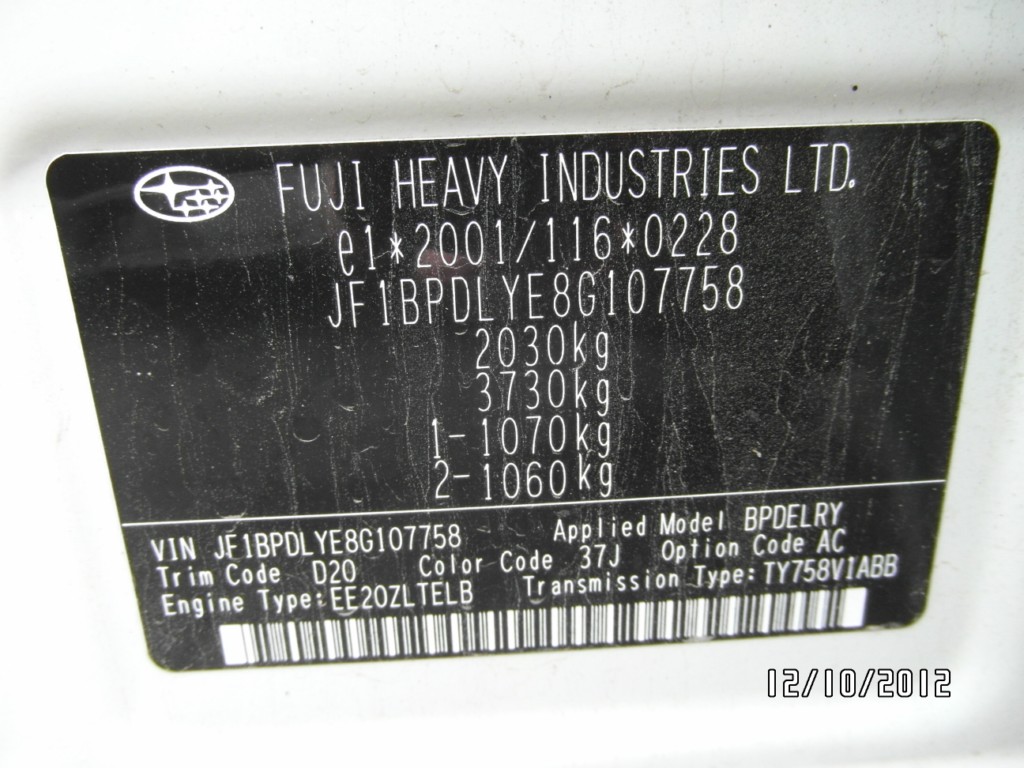 FUJI HEAVY INDUSTRIES LTD.
e1*2001/116*0228
JF1BPDLYE8G107758
2030kg
3730kg
1-1070kg
2-1060kg
VIN JF1BPDLYE8G107758 Applied Model BPDELRY
Trim Code D20 Color Code 37J Option Code AC
Engine Type:EE20ZLTELB Transmission Type:TY758V1ABB
12/10/2012